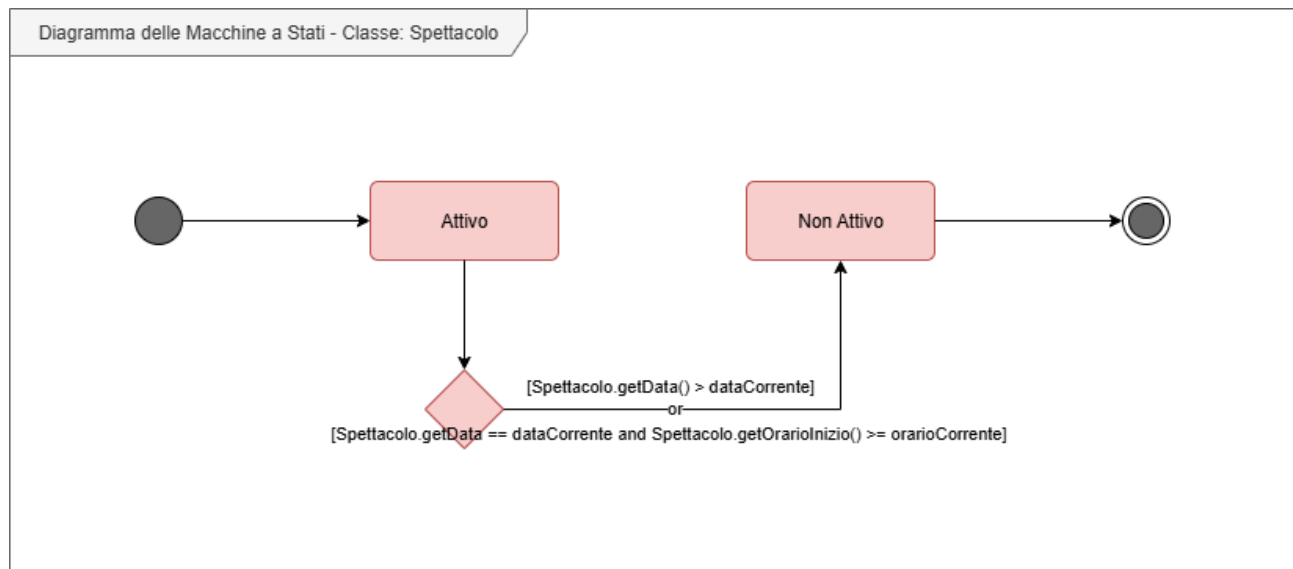 Diagramma delle Macchine a Stati - Classe: Spettacolo
Attivo
Non Attivo
[Spettacolo.getData() > dataCorrente]
or
[Spettacolo.getData == dataCorrente and Spettacolo.getOrarioInizio() >= orarioCorrente]